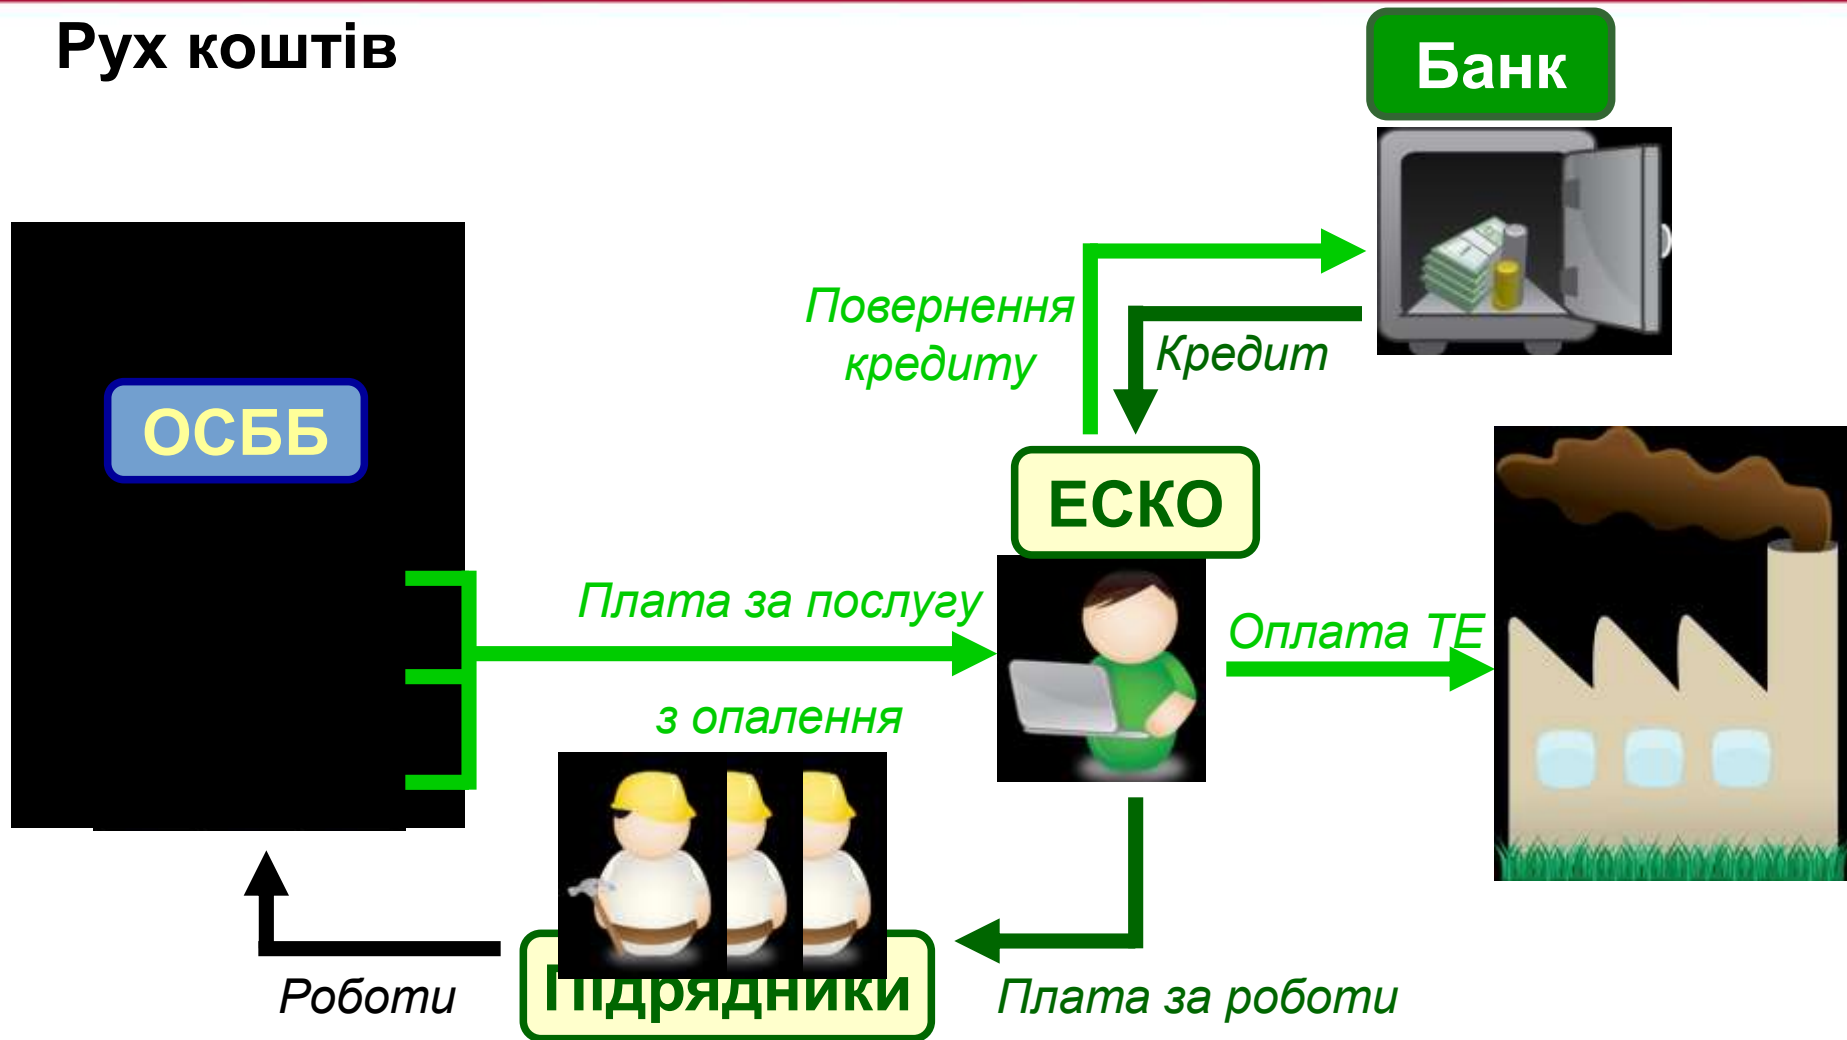 Рух коштів
Банк
Повернення
кредиту
Кредит
ОСББ
ЕСКО
Плата за послугу
з опалення
Оплата ТЕ
Роботи
Підрядники
Плата за роботи